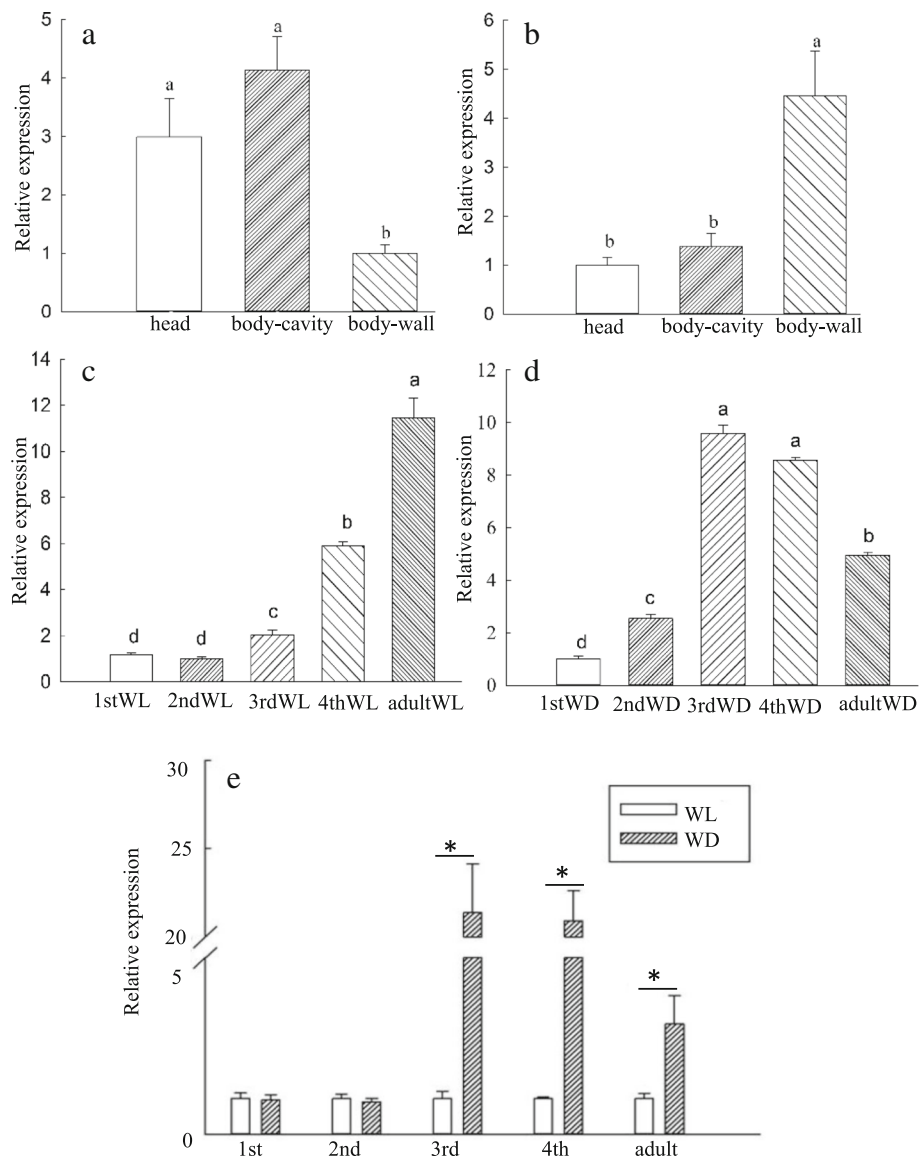 a
Relative expression
5
4
3
2
1
0
a
a
b
head
body-cavity
body-wall
b
Relative expression
6
5
4
3
2
1
0
b
b
a
head
body-cavity
body-wall
c
Relative expression
14
12
10
8
6
4
2
0
d
d
c
b
a
1stWL
2ndWL
3rdWL
4thWL
adultWL
d
Relative expression
12
10
8
6
4
2
0
d
c
a
a
b
1stWD
2ndWD
3rdWD
4thWD
adultWD
e
Relative expression
30
25
20
5
0
WL
WD
*
*
*
1st
2nd
3rd
4th
adult